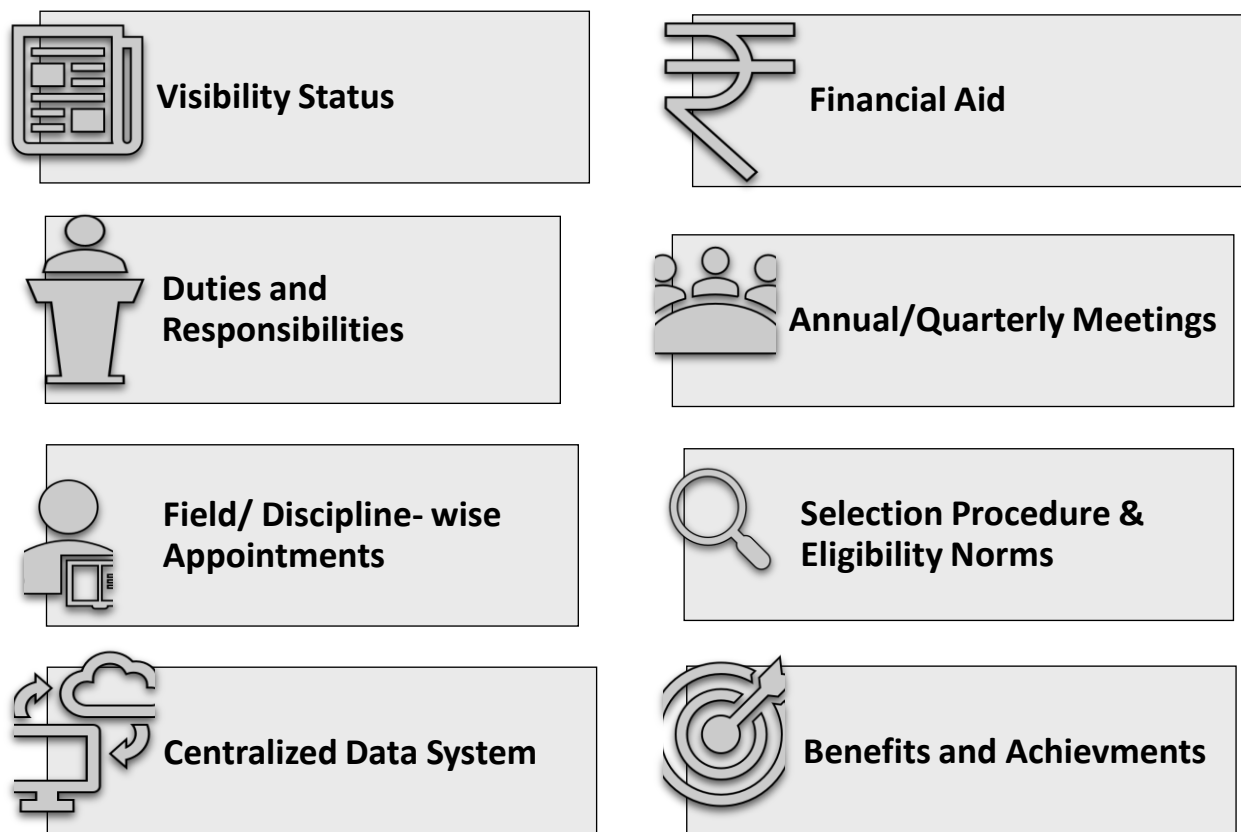 Visibility Status
Financial Aid
Duties and
Responsibilities
Annual/Quarterly Meetings
Field/ Discipline- wise
Appointments
Selection Procedure &
Eligibility Norms
Centralized Data System
Benefits and Achievments